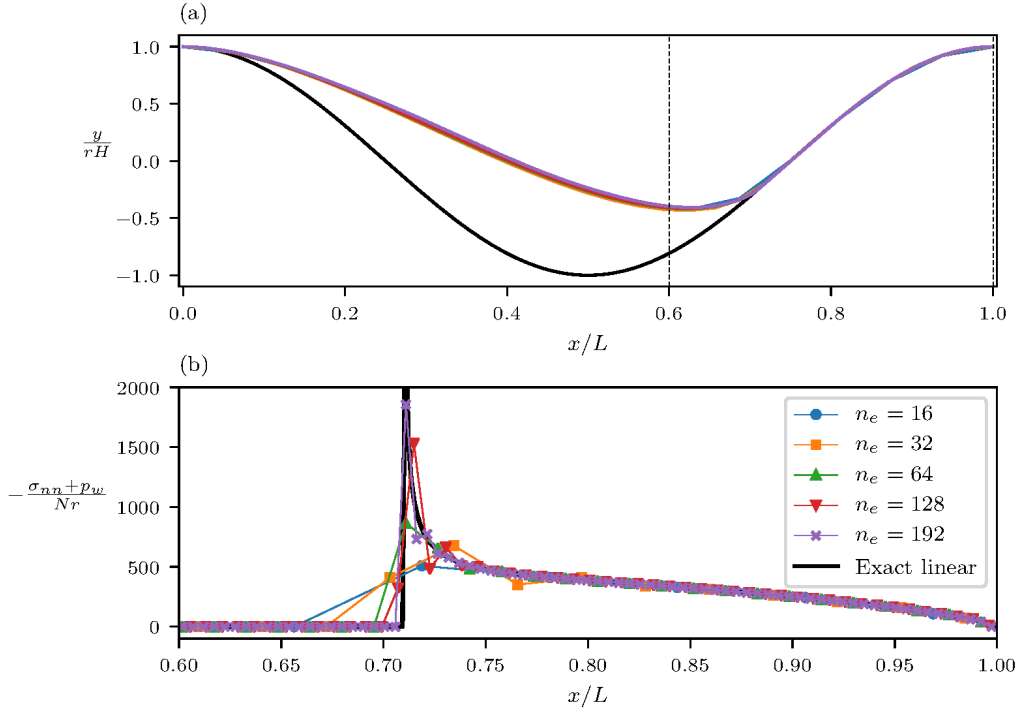 (a)
1.0
0.5
0.0
−0.5
−1.0
y/rH
0.0 0.2 0.4 0.6 0.8 1.0
x/L
(b)
2000
1500
1000
500
0
−(σnn+pw)/Nr
0.60 0.65 0.70 0.75 0.80 0.85 0.90 0.95 1.00
x/L
ne = 16
ne = 32
ne = 64
ne = 128
ne = 192
Exact linear